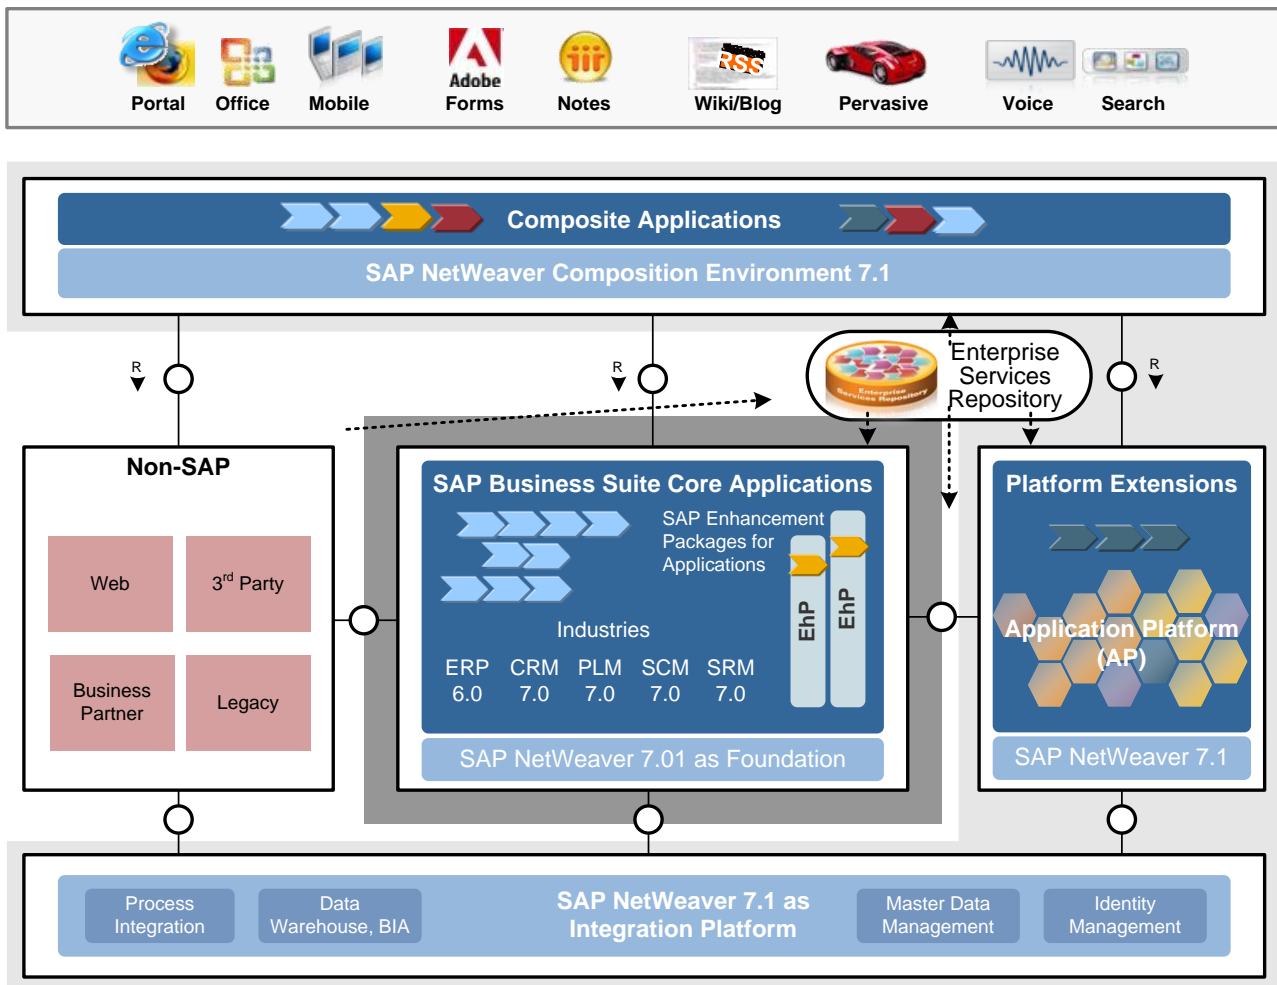 Portal
Office
Mobile
Adobe
Forms
Notes
RSS
Wiki/Blog
Pervasive
Voice
Search
Composite Applications
SAP NetWeaver Composition Environment 7.1
R
R
R
Enterprise
Services
Repository
Enterprise
Services Repository
Non-SAP
Web
3rd Party
Business
Partner
Legacy
SAP Business Suite Core Applications
SAP Enhancement
Packages for
Applications
EhP
EhP
Industries
ERP CRM PLM SCM SRM
6.0 7.0 7.0 7.0 7.0
SAP NetWeaver 7.01 as Foundation
Platform Extensions
Application Platform
(AP)
SAP NetWeaver 7.1
Process
Integration
Data
Warehouse, BIA
SAP NetWeaver 7.1 as
Integration Platform
Master Data
Management
Identity
Management